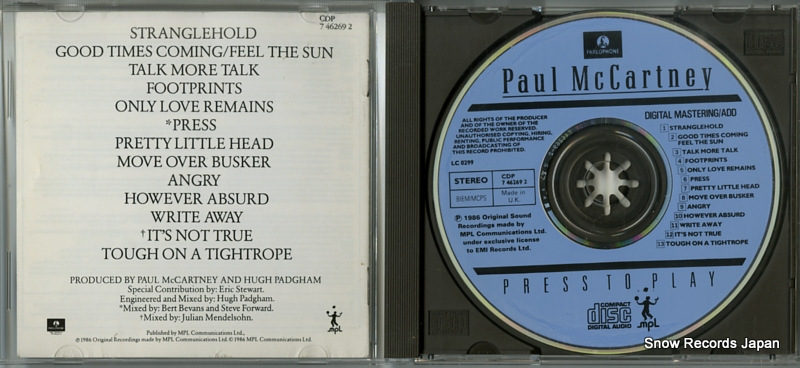 CDP
7 46269 2
STRANGLEHOLD
GOOD TIMES COMING/FEEL THE SUN
TALK MORE TALK
FOOTPRINTS
ONLY LOVE REMAINS
*PRESS
PRETTY LITTLE HEAD
MOVE OVER BUSKER
ANGRY
HOWEVER ABSURD
WRITE AWAY
†IT'S NOT TRUE
TOUGH ON A TIGHTROPE
PRODUCED BY PAUL McCARTNEY AND HUGH PADGHAM
Special Contribution by: Eric Stewart.
Engineered and Mixed by: Hugh Padgham.
*Mixed by: Bert Bevans and Steve Forward.
†Mixed by: Julian Mendelsohn.
Published by MPL Communications Ltd.,
℗ 1986 Original Recordings made by MPL Communications Ltd. © 1986 MPL Communications Ltd.
PARLOPHONE
mpl
PARLOPHONE
Paul McCartney
ALL RIGHTS OF THE PRODUCER
AND OF THE OWNER OF THE
RECORDED WORK RESERVED.
UNAUTHORISED COPYING, HIRING,
RENTING, PUBLIC PERFORMANCE
AND BROADCASTING OF
THIS RECORD PROHIBITED.
LC 0299
STEREO
CDP
7 46269 2
BIEM/MCPS
Made in
U.K.
℗ 1986 Original Sound
Recordings made by
MPL Communications Ltd.
under exclusive license
to EMI Records Ltd.
DIGITAL MASTERING/ADD
1 STRANGLEHOLD
2 GOOD TIMES COMING
FEEL THE SUN
3 TALK MORE TALK
4 FOOTPRINTS
5 ONLY LOVE REMAINS
6 PRESS
7 PRETTY LITTLE HEAD
8 MOVE OVER BUSKER
9 ANGRY
10 HOWEVER ABSURD
11 WRITE AWAY
12 IT'S NOT TRUE
13 TOUGH ON A TIGHTROPE
PRESS TO PLAY
COMPACT
disc
DIGITAL AUDIO
mpl
Snow Records Japan